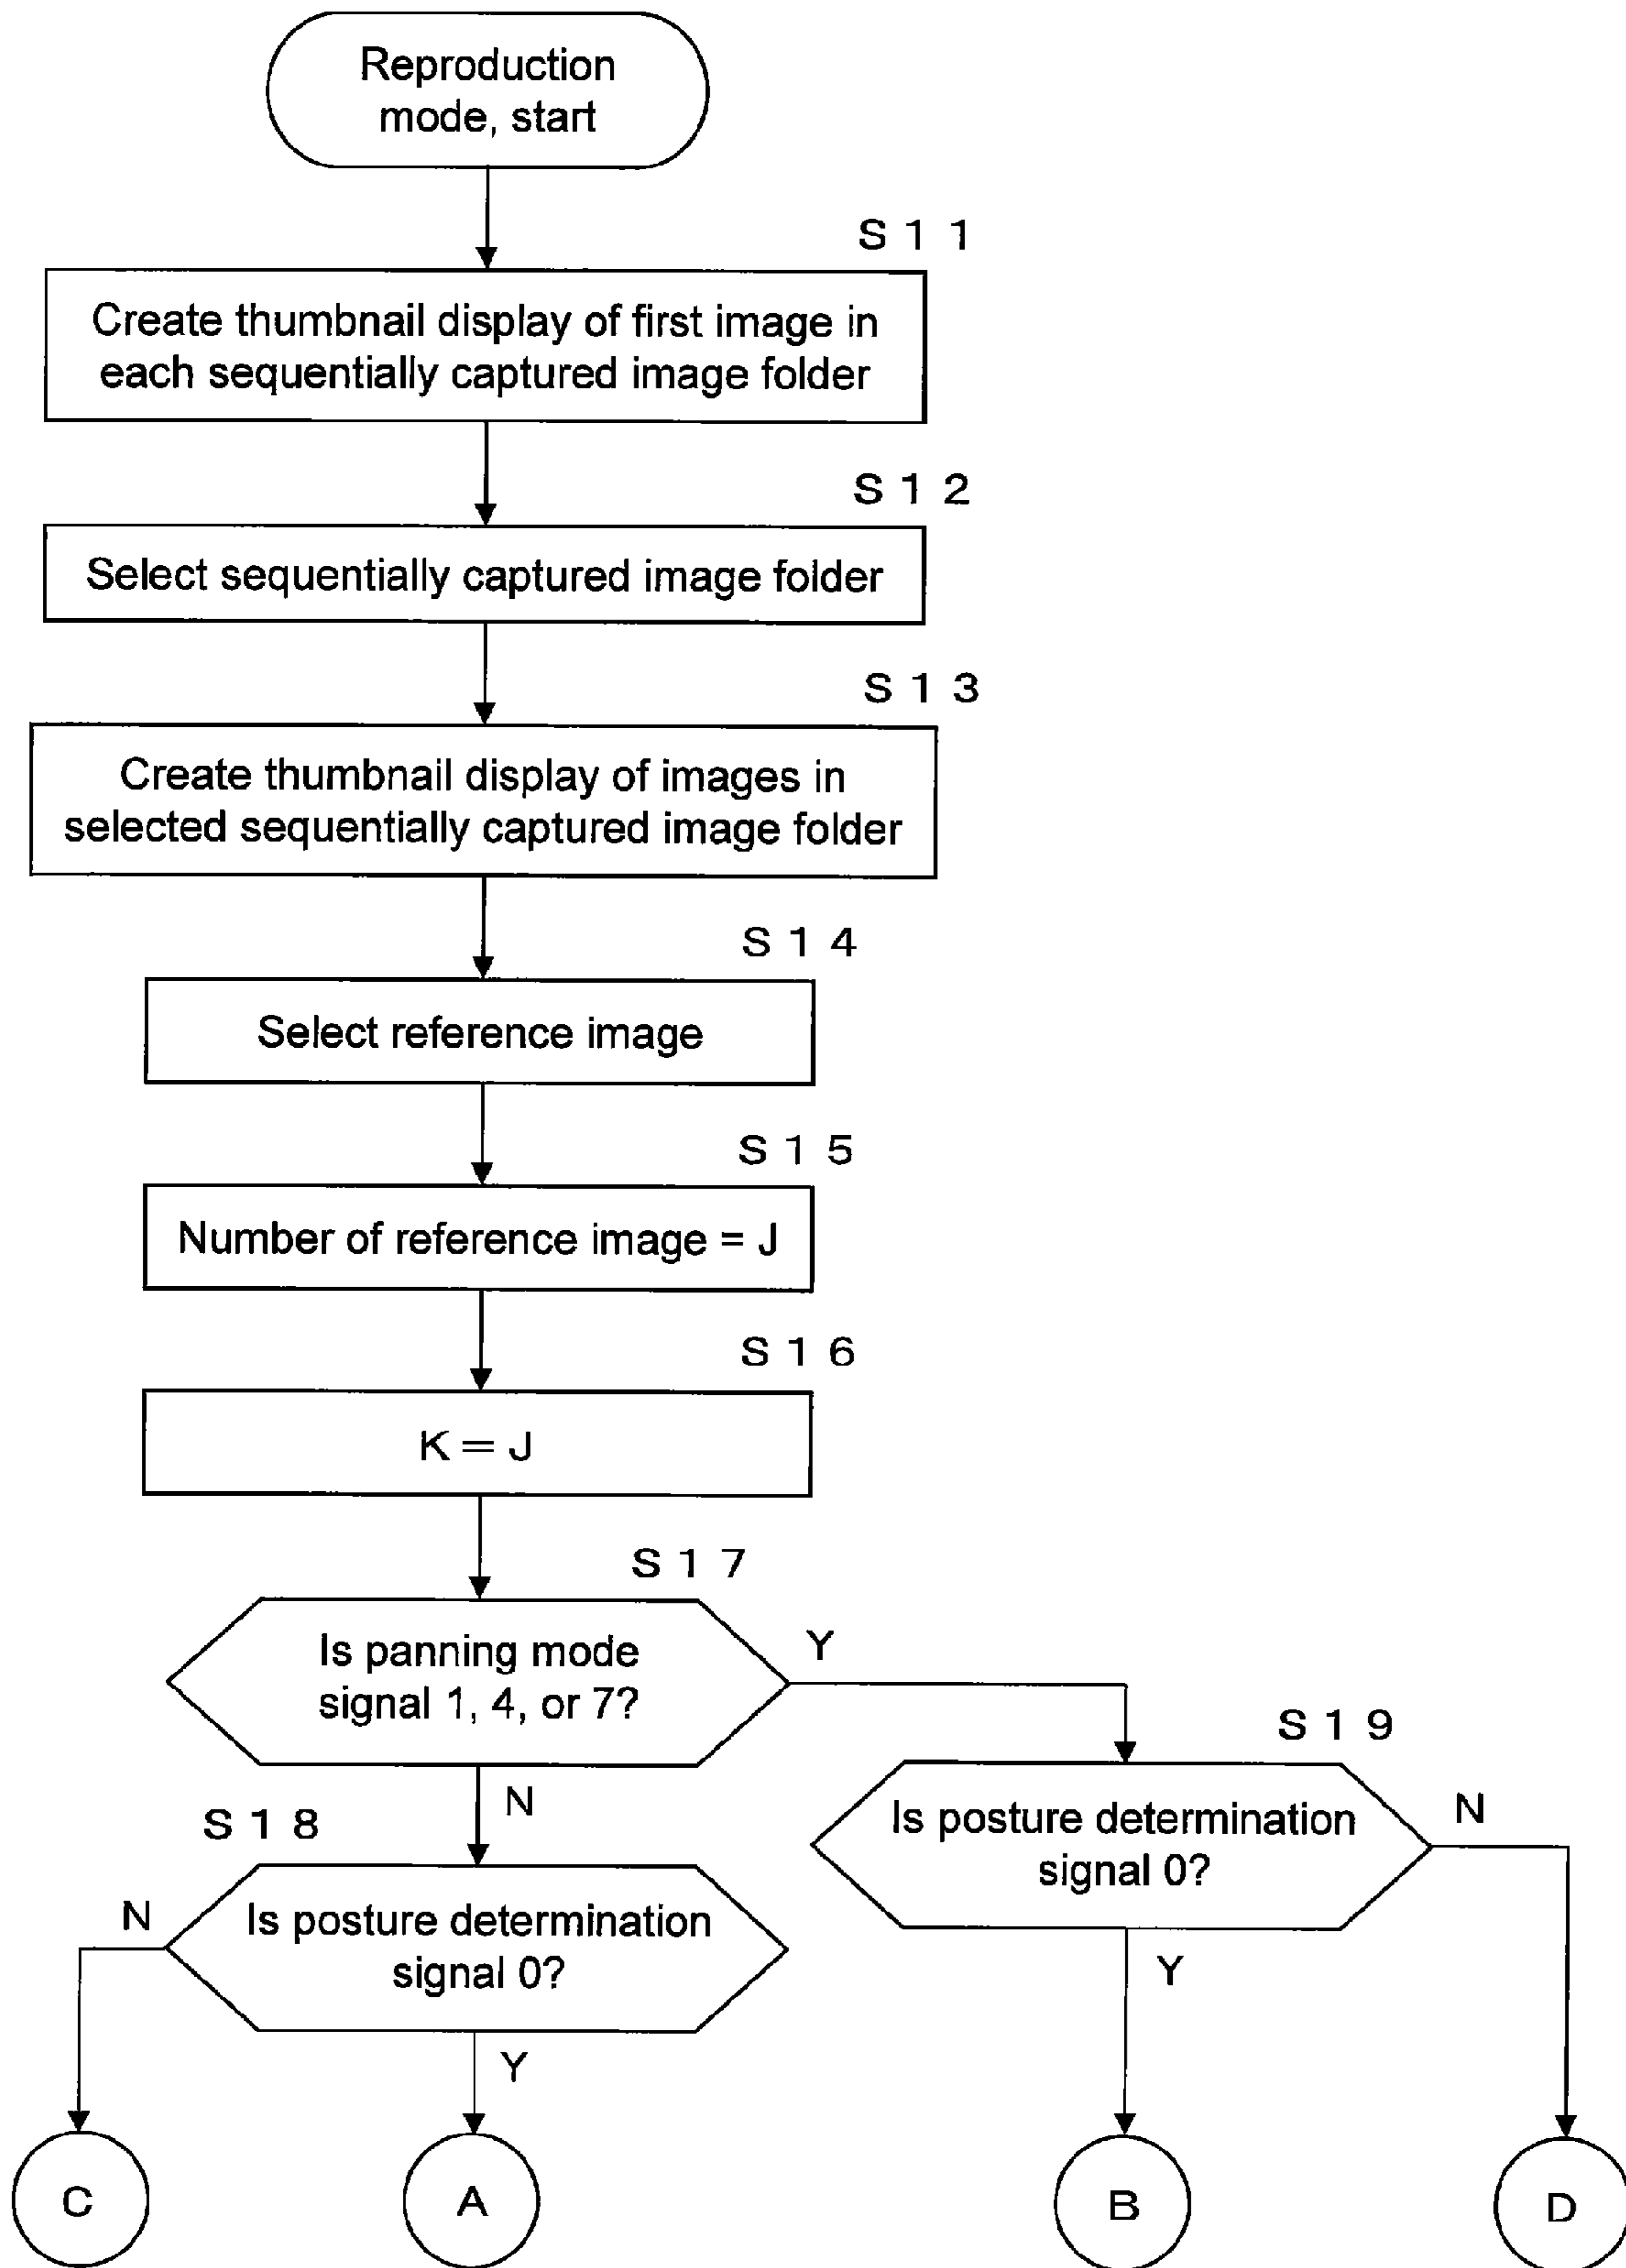 Reproduction
mode, start
S 1 1
Create thumbnail display of first image in
each sequentially captured image folder
S 1 2
Select sequentially captured image folder
S 1 3
Create thumbnail display of images in
selected sequentially captured image folder
S 1 4
Select reference image
S 1 5
Number of reference image = J
S 1 6
K = J
S 1 7
Is panning mode
signal 1, 4, or 7?
Y
N
S 1 9
Is posture determination
signal 0?
N
Y
S 1 8
Is posture determination
signal 0?
N
Y
C
A
B
D